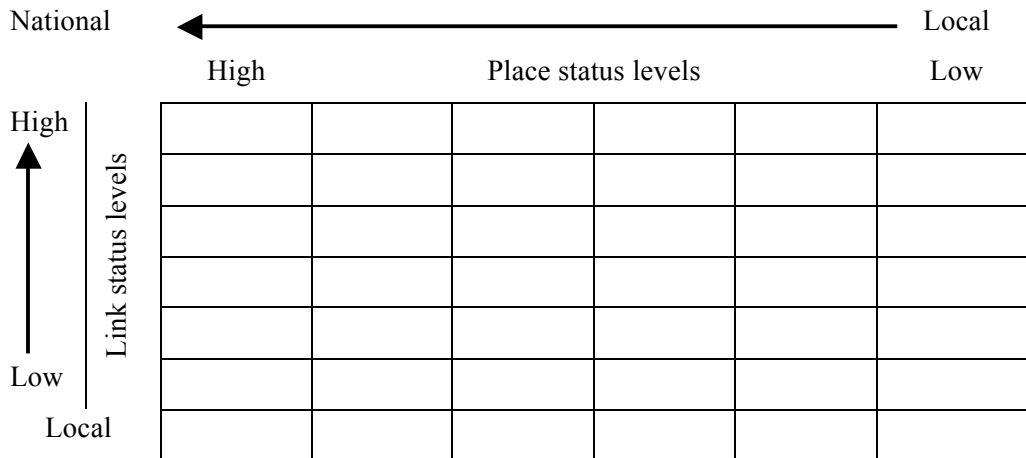 National Local
High Place status levels Low
High
Link status levels
Low
Local